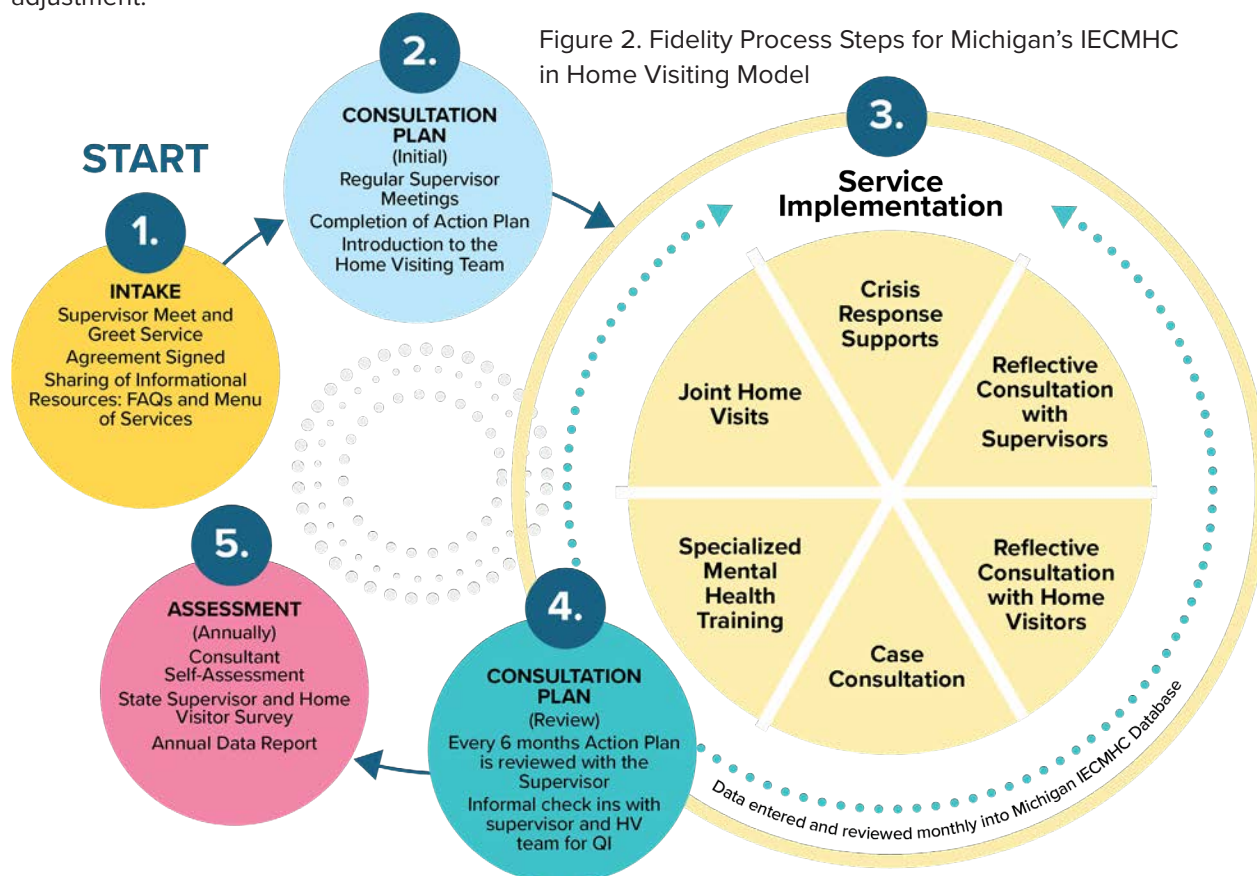 adjustment.
Figure 2. Fidelity Process Steps for Michigan's IECMHC
in Home Visiting Model
START
1.
INTAKE
Supervisor Meet and
Greet Service
Agreement Signed
Sharing of Informational
Resources: FAQs and Menu
of Services
2.
CONSULTATION
PLAN
(Initial)
Regular Supervisor
Meetings
Completion of Action Plan
Introduction to the
Home Visiting Team
3.
Service
Implementation
Crisis
Response
Supports
Reflective
Consultation
with
Supervisors
Reflective
Consultation
with Home
Visitors
Case
Consultation
Specialized
Mental
Health
Training
Joint Home
Visits
Data entered and reviewed monthly into Michigan IECMHC Database
4.
CONSULTATION
PLAN
(Review)
Every 6 months Action Plan
is reviewed with the
Supervisor
Informal check ins with
supervisor and HV
team for QI
5.
ASSESSMENT
(Annually)
Consultant
Self-Assessment
State Supervisor and Home
Visitor Survey
Annual Data Report